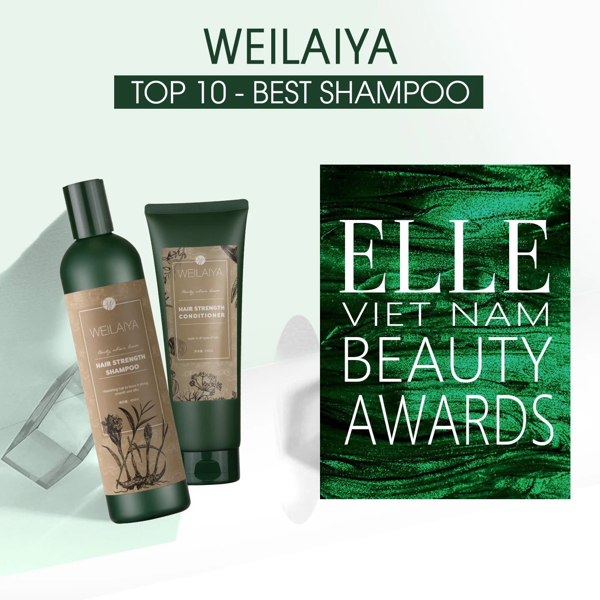 WEILAIYA
TOP 10 - BEST SHAMPOO
WEILAIYA
HAIR STRENGTH
SHAMPOO
WEILAIYA
HAIR STRENGTH
CONDITIONER
ELLE
VIET NAM
BEAUTY
AWARDS